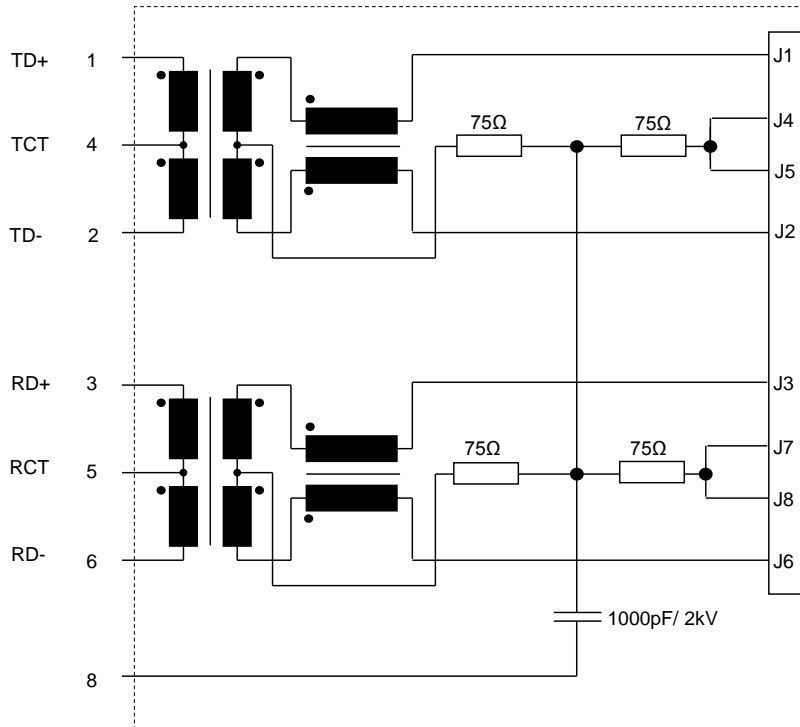 TD+ 1
J1
75Ω
75Ω
J4
TCT 4
J5
TD- 2
J2
RD+ 3
J3
75Ω
75Ω
J7
RCT 5
J8
RD- 6
J6
1000pF/ 2kV
8